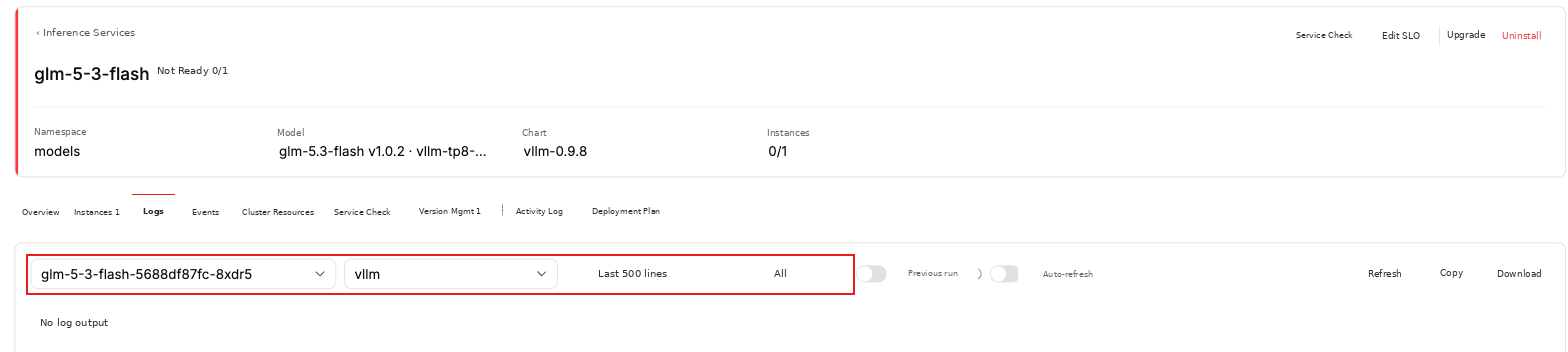 ‹ Inference Services
Service Check Edit SLO Upgrade Uninstall
glm-5-3-flash Not Ready 0/1
Namespace Model Chart Instances
models glm-5.3-flash v1.0.2 · vllm-tp8-... vllm-0.9.8 0/1
Overview Instances 1 Logs Events Cluster Resources Service Check Version Mgmt 1 Activity Log Deployment Plan
glm-5-3-flash-5688df87fc-8xdr5 vllm Last 500 lines All Previous run Auto-refresh Refresh Copy Download
No log output